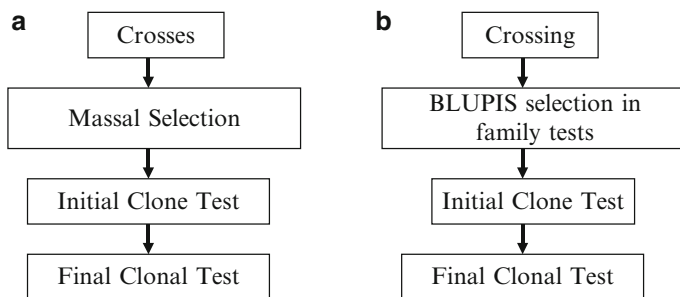 a
Crosses
Massal Selection
Initial Clone Test
Final Clonal Test
b
Crossing
BLUPIS selection in
family tests
Initial Clone Test
Final Clonal Test